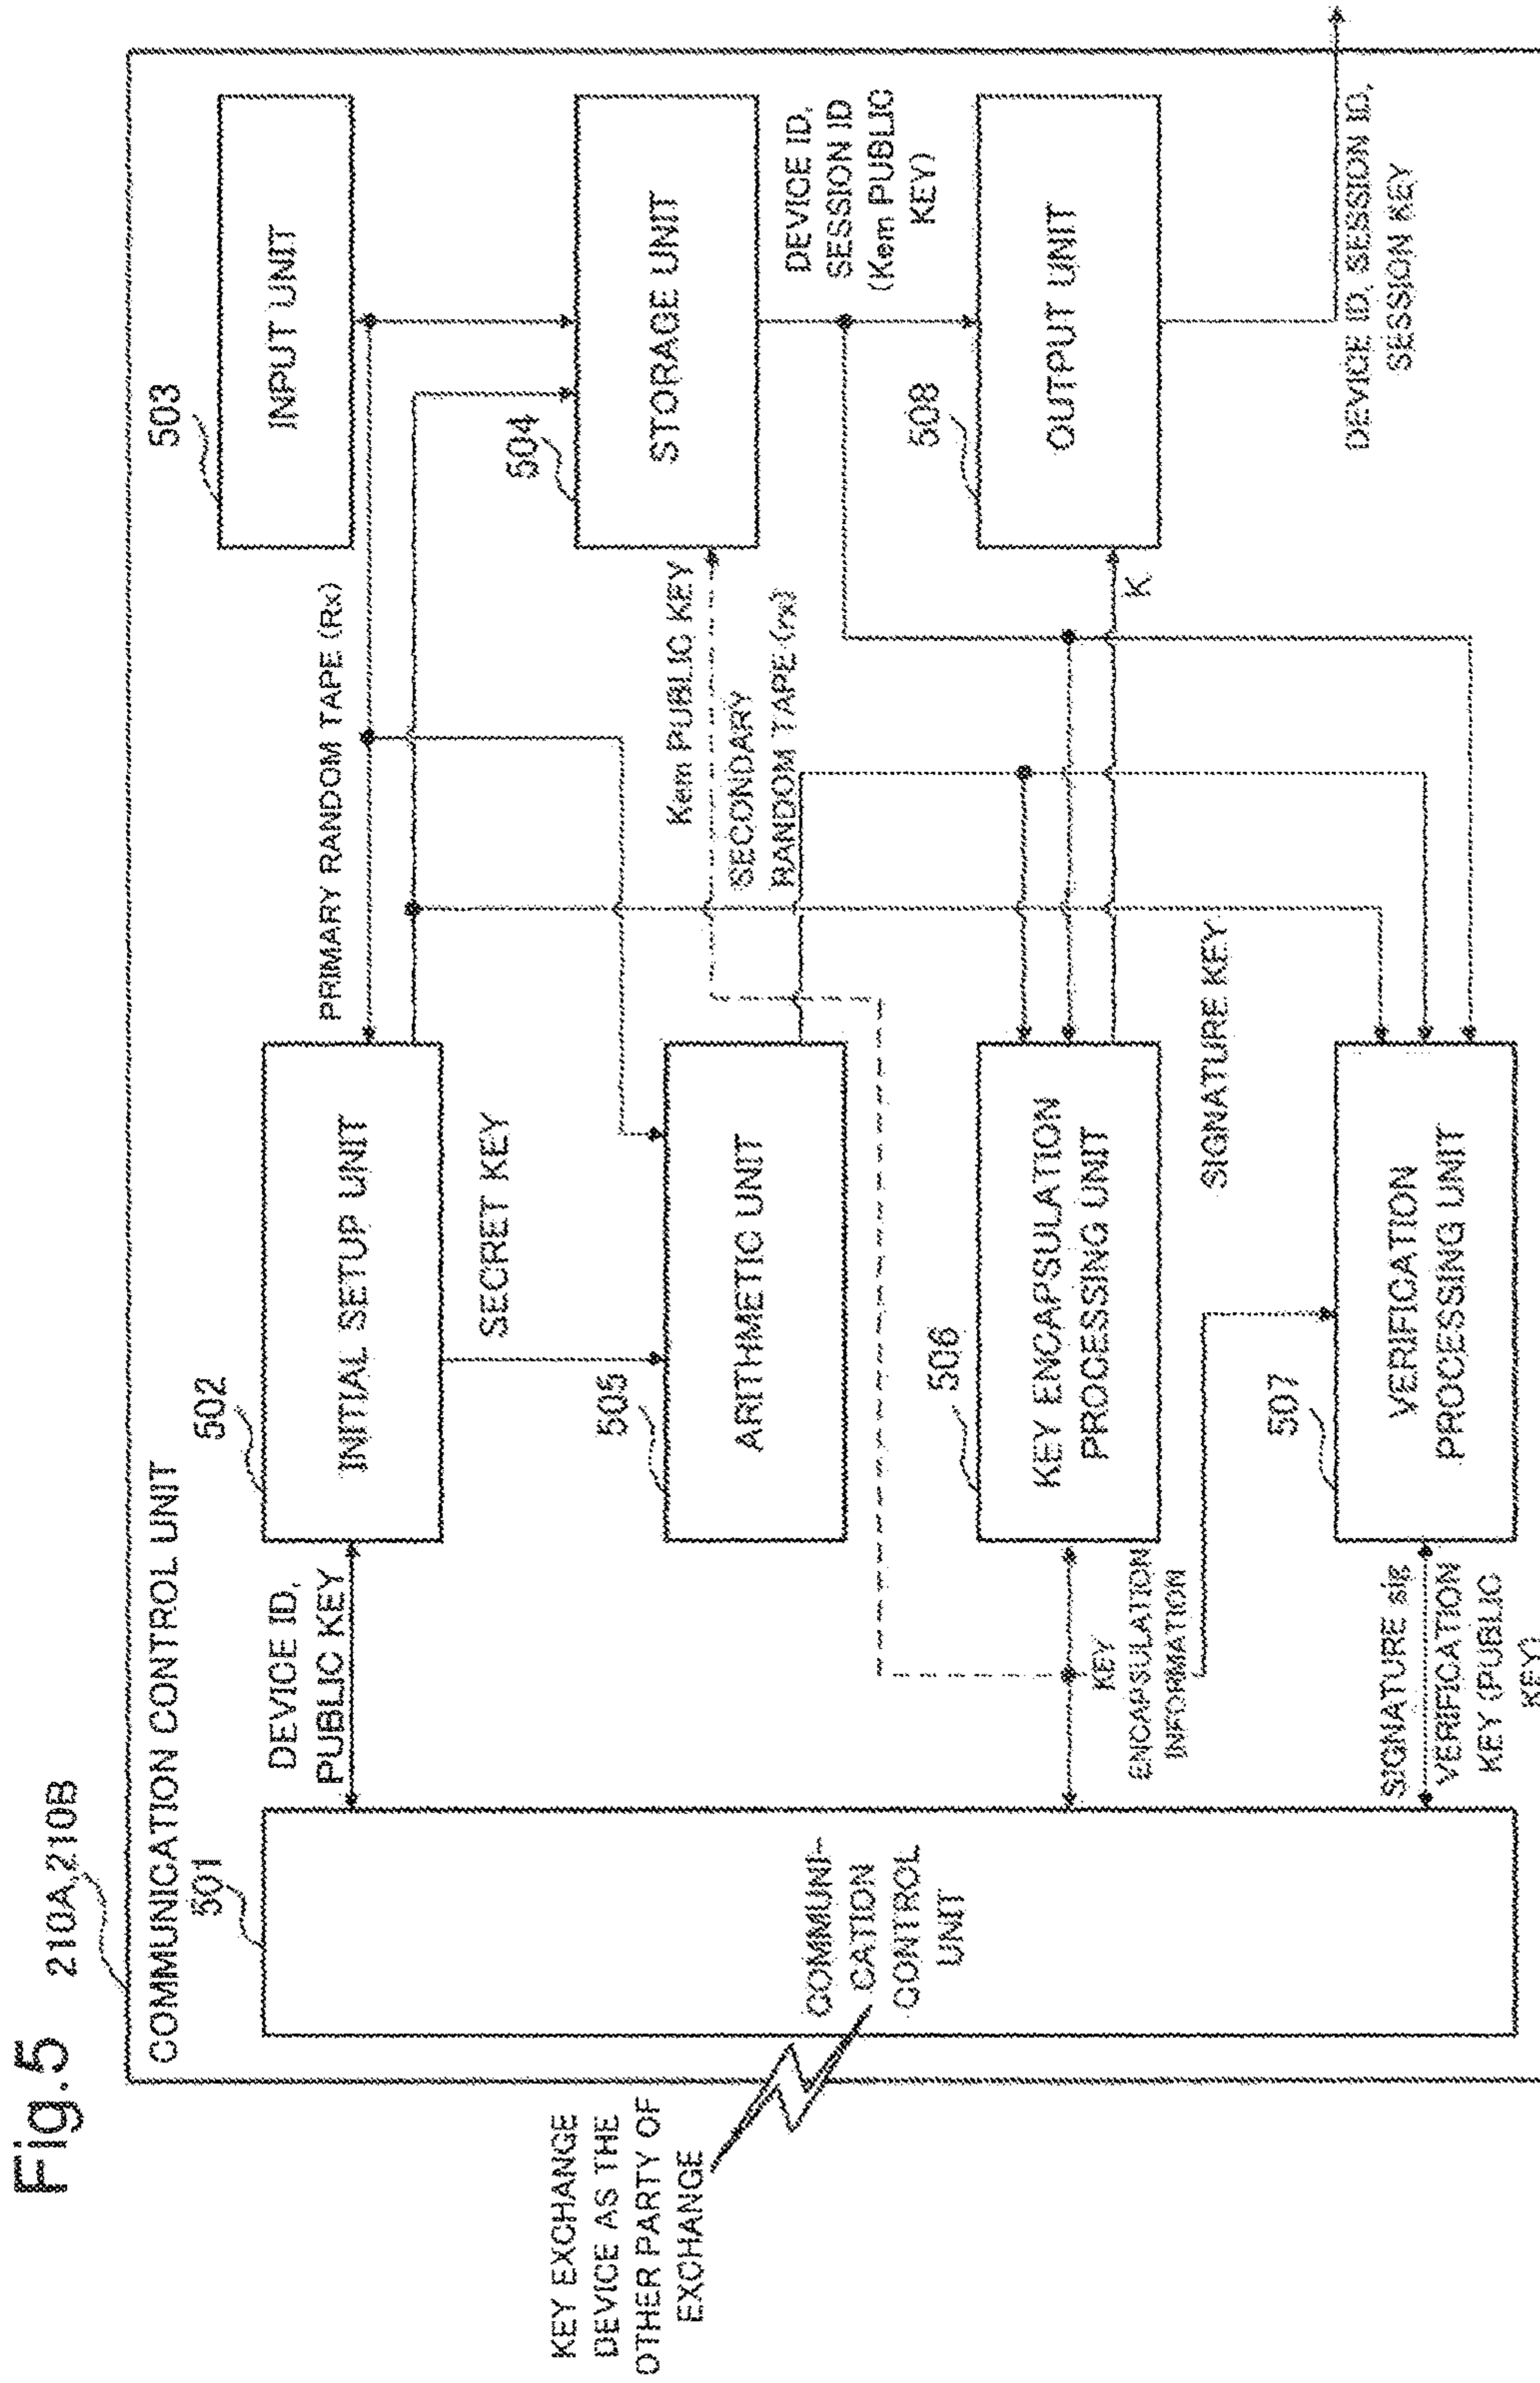 Fig.5
210A,210B
COMMUNICATION CONTROL UNIT
501
COMMUNI-
CATION
CONTROL
UNIT
KEY EXCHANGE
DEVICE AS THE
OTHER PARTY OF
EXCHANGE
DEVICE ID,
PUBLIC KEY
502
INITIAL SETUP UNIT
PRIMARY RANDOM TAPE (Rx)
503
INPUT UNIT
SECRET KEY
505
ARITHMETIC UNIT
Kem PUBLIC KEY
SECONDARY
RANDOM TAPE (rx)
504
STORAGE UNIT
DEVICE ID,
SESSION ID
(Kem PUBLIC
KEY)
KEY
ENCAPSULATION
INFORMATION
506
KEY ENCAPSULATION
PROCESSING UNIT
K
508
OUTPUT UNIT
SIGNATURE KEY
SIGNATURE sig
VERIFICATION
KEY (PUBLIC
KEY)
507
VERIFICATION
PROCESSING UNIT
DEVICE ID, SESSION ID,
SESSION KEY